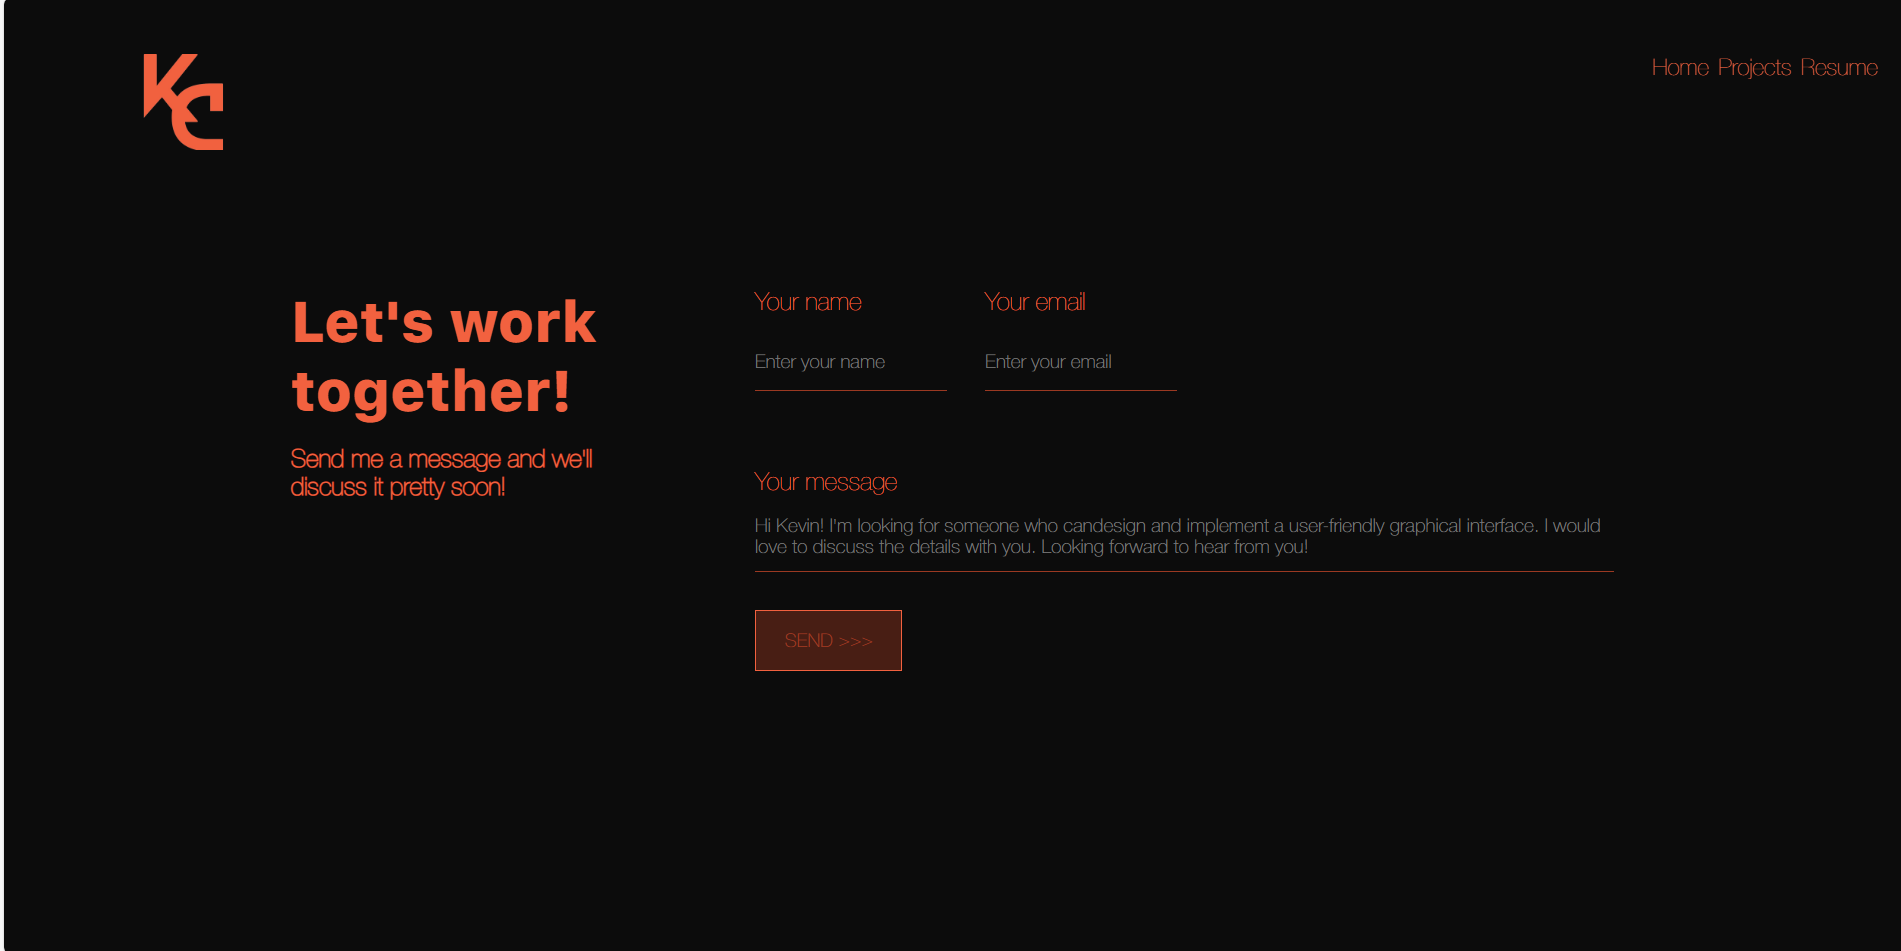 KC
Home Projects Resume
Let's work
together!
Send me a message and we'll
discuss it pretty soon!
Your name
Your email
Enter your name
Enter your email
Your message
Hi Kevin! I'm looking for someone who candesign and implement a user-friendly graphical interface. I would
love to discuss the details with you. Looking forward to hear from you!
SEND >>>